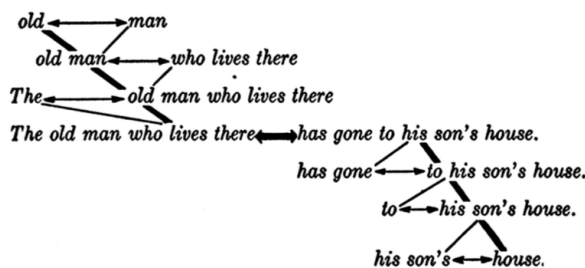 old man
old man who lives there
The old man who lives there
The old man who lives there has gone to his son's house.
has gone to his son's house.
to his son's house.
his son's house.